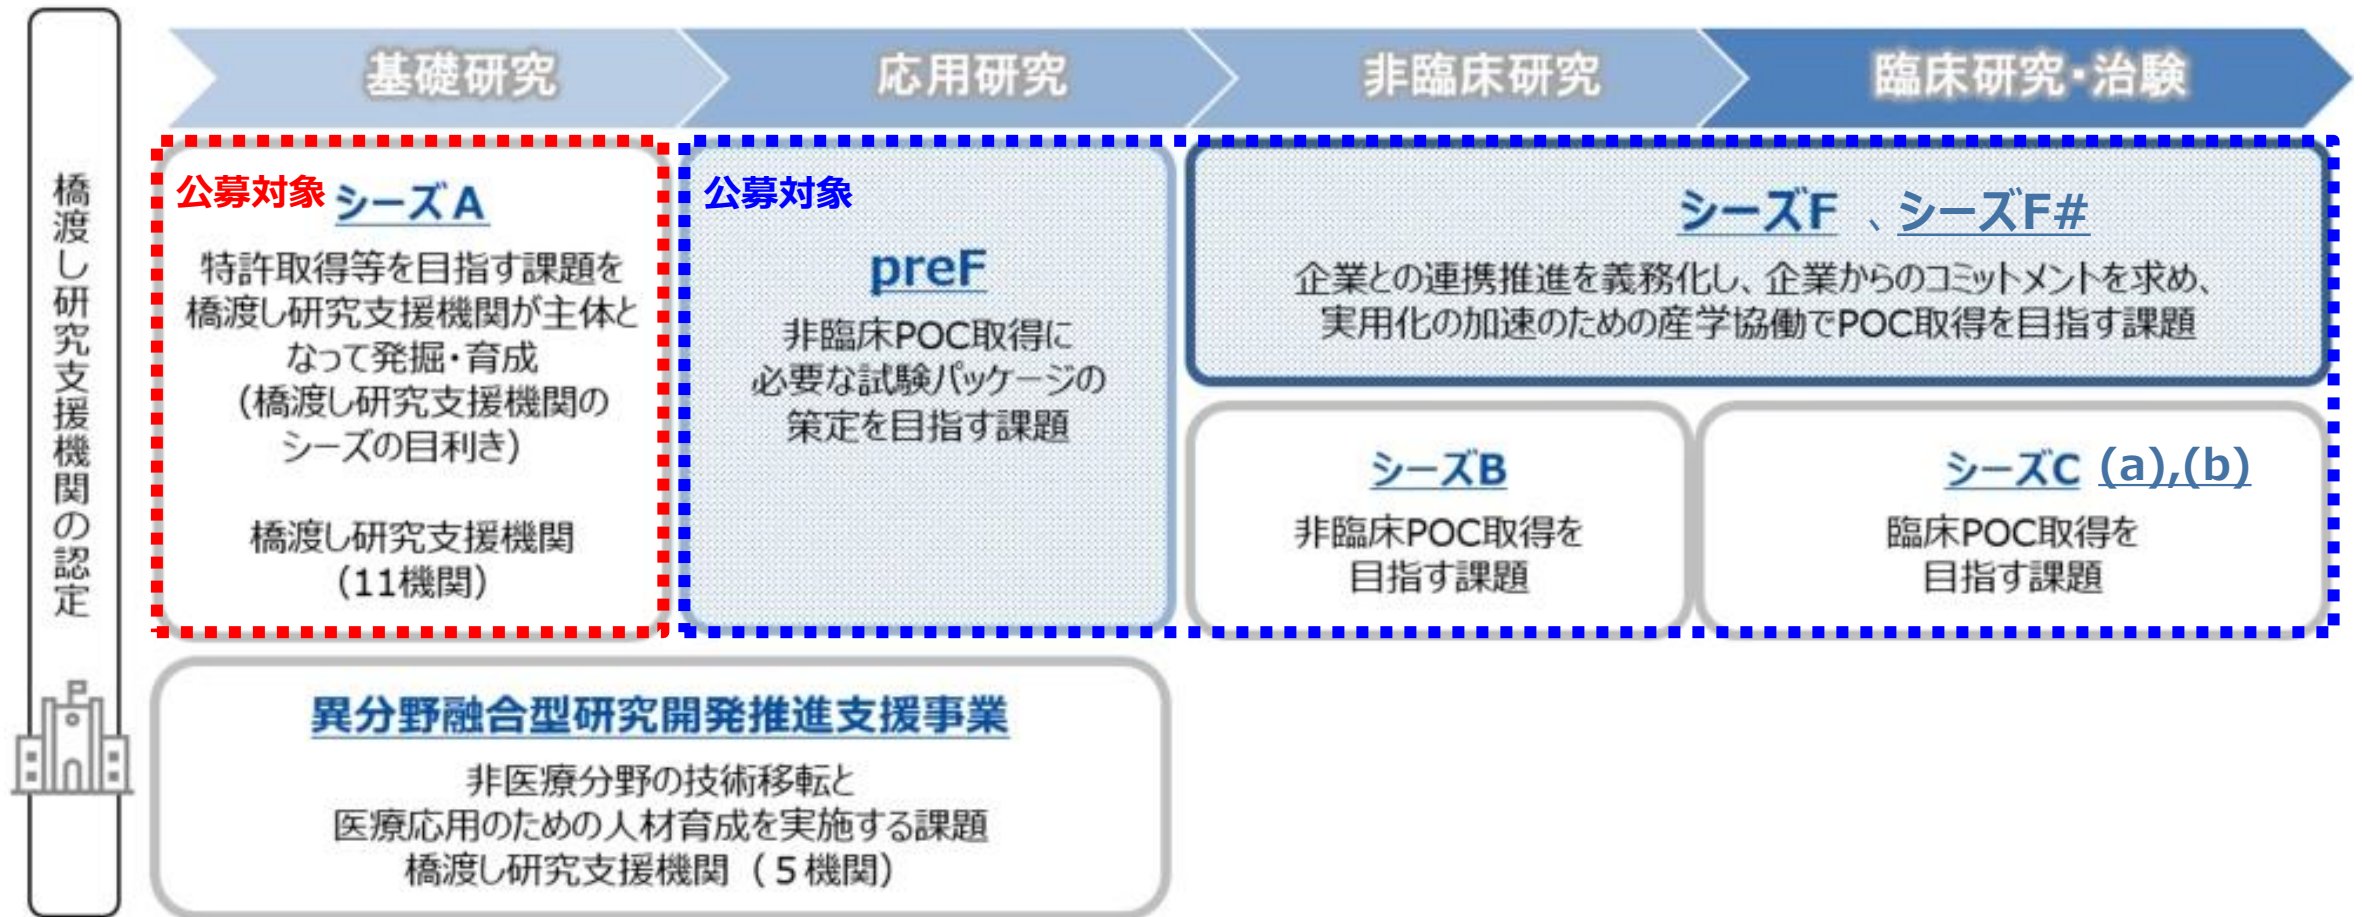 橋渡し研究支援機関の認定
基礎研究
応用研究
非臨床研究
臨床研究・治験
公募対象
シーズA
特許取得等を目指す課題を
橋渡し研究支援機関が主体と
なって発掘・育成
(橋渡し研究支援機関の
シーズの目利き)
橋渡し研究支援機関
(11機関)
公募対象
preF
非臨床POC取得に
必要な試験パッケージの
策定を目指す課題
シーズF 、シーズF#
企業との連携推進を義務化し、企業からのコミットメントを求め、
実用化の加速のための産学協働でPOC取得を目指す課題
シーズB
非臨床POC取得を
目指す課題
シーズC (a),(b)
臨床POC取得を
目指す課題
異分野融合型研究開発推進支援事業
非医療分野の技術移転と
医療応用のための人材育成を実施する課題
橋渡し研究支援機関(5機関)